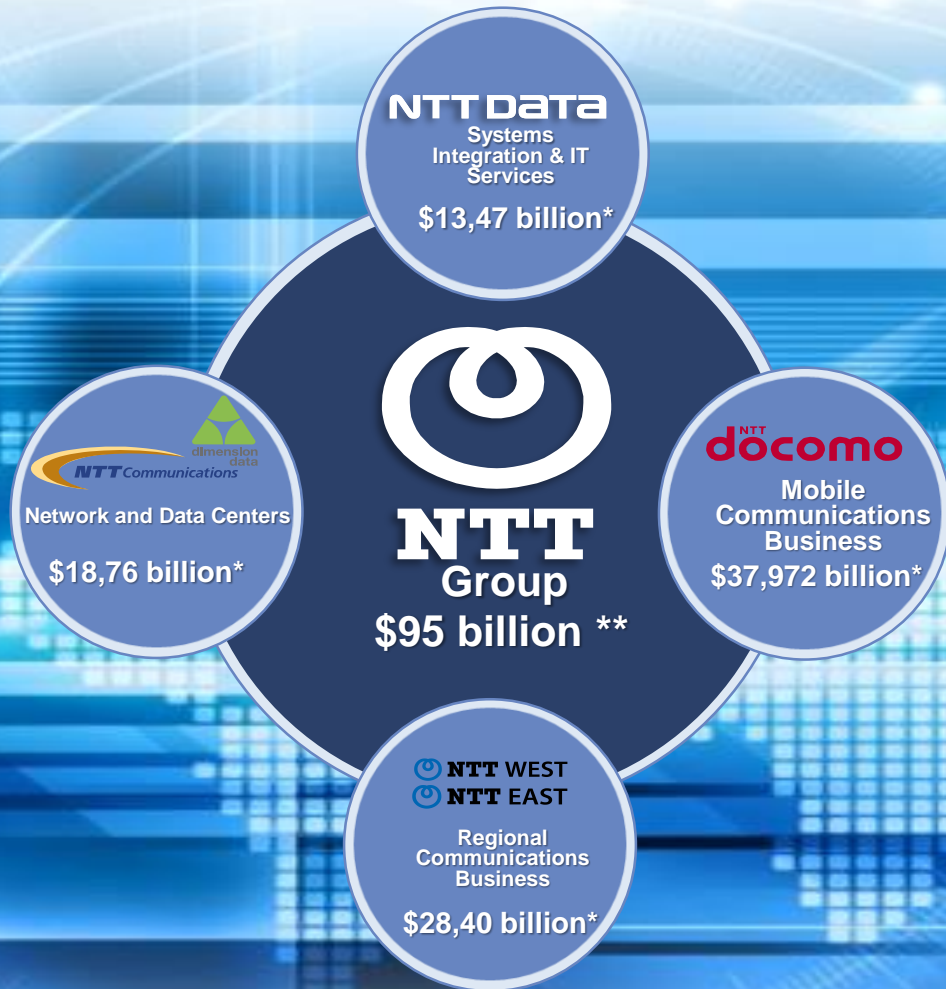 NTT DATA
Systems
Integration & IT
Services
$13,47 billion*
dimension
data
NTT Communications
Network and Data Centers
$18,76 billion*
NTT
Group
$95 billion **
NTT
docomo
Mobile
Communications
Business
$37,972 billion*
NTT WEST
NTT EAST
Regional
Communications
Business
$28,40 billion*